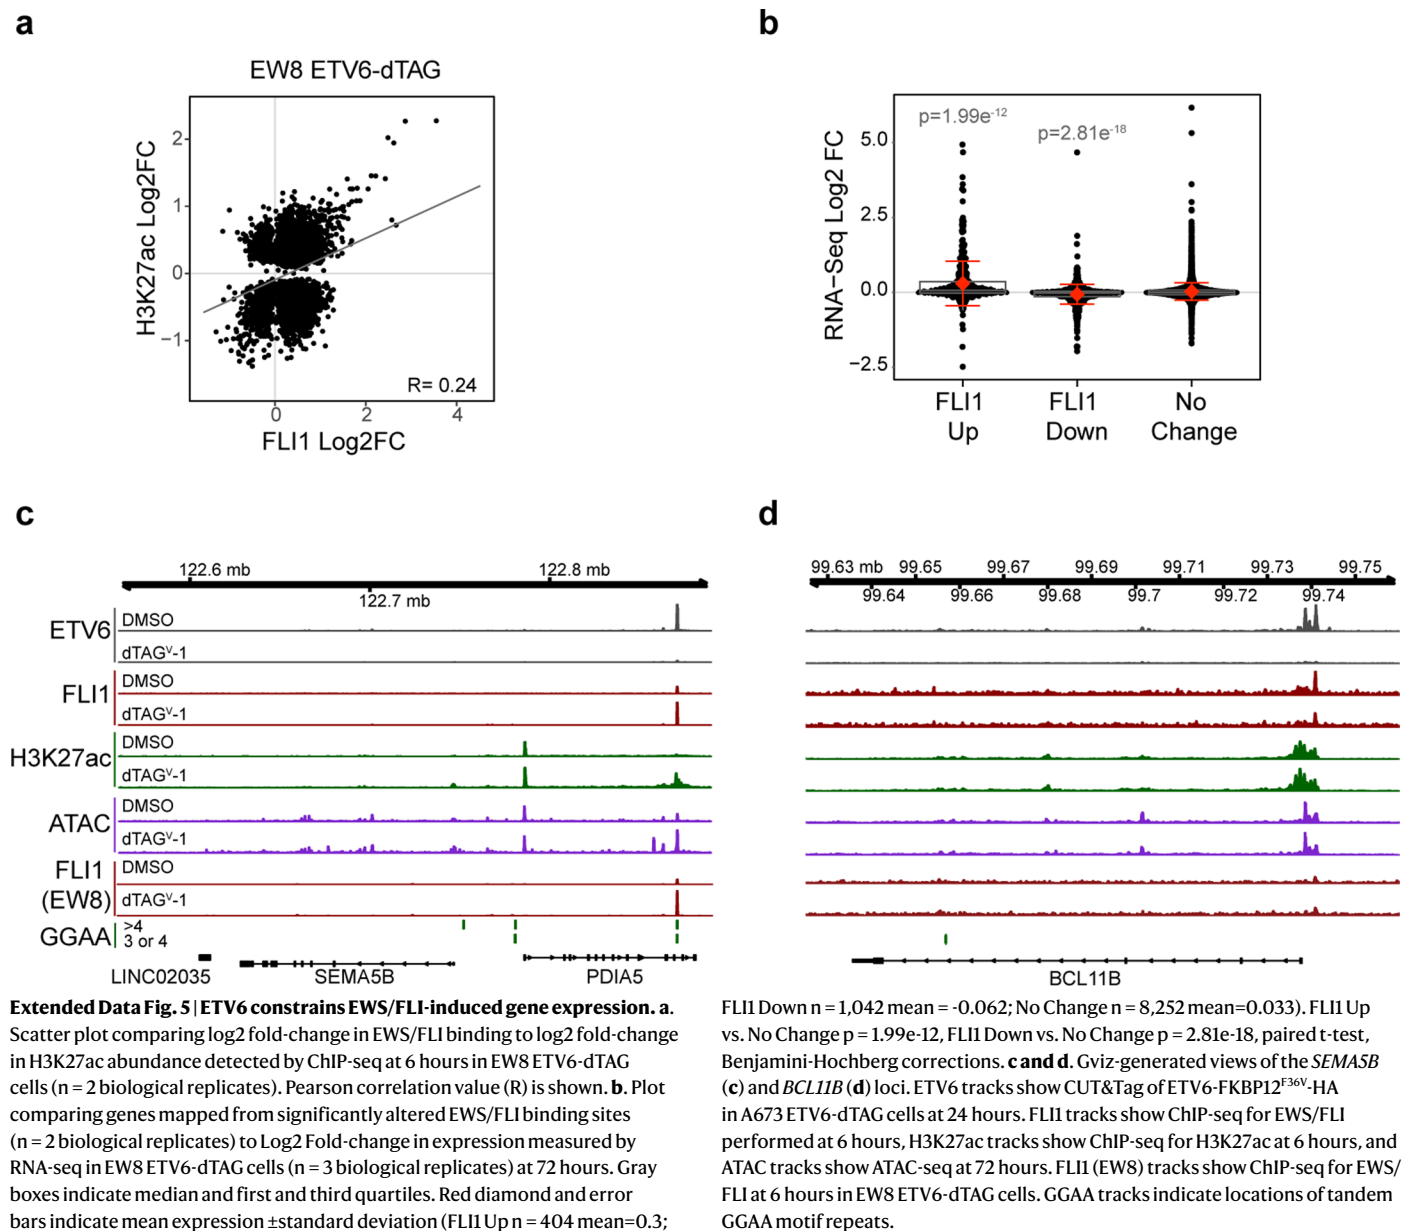 a
EW8 ETV6-dTAG
H3K27ac Log2FC
2
1
0
−1
R= 0.24
0 2 4
FLI1 Log2FC
b
RNA−Seq Log2 FC
5.0
2.5
0.0
−2.5
p=1.99e-12
p=2.81e-18
FLI1 Up
FLI1 Down
No Change
c
122.6 mb 122.8 mb
122.7 mb
ETV6
DMSO
dTAGV-1
FLI1
DMSO
dTAGV-1
H3K27ac
DMSO
dTAGV-1
ATAC
DMSO
dTAGV-1
FLI1
(EW8)
DMSO
dTAGV-1
GGAA
>4
3 or 4
LINC02035 SEMA5B PDIA5
d
99.63 mb 99.65 99.67 99.69 99.71 99.73 99.75
99.64 99.66 99.68 99.7 99.72 99.74
BCL11B
Extended Data Fig. 5 | ETV6 constrains EWS/FLI-induced gene expression. a.
Scatter plot comparing log2 fold-change in EWS/FLI binding to log2 fold-change
in H3K27ac abundance detected by ChIP-seq at 6 hours in EW8 ETV6-dTAG
cells (n = 2 biological replicates). Pearson correlation value (R) is shown. b. Plot
comparing genes mapped from significantly altered EWS/FLI binding sites
(n = 2 biological replicates) to Log2 Fold-change in expression measured by
RNA-seq in EW8 ETV6-dTAG cells (n = 3 biological replicates) at 72 hours. Gray
boxes indicate median and first and third quartiles. Red diamond and error
bars indicate mean expression ±standard deviation (FLI1 Up n = 404 mean=0.3;
FLI1 Down n = 1,042 mean = -0.062; No Change n = 8,252 mean=0.033). FLI1 Up
vs. No Change p = 1.99e-12, FLI1 Down vs. No Change p = 2.81e-18, paired t-test,
Benjamini-Hochberg corrections. c and d. Gviz-generated views of the SEMA5B
(c) and BCL11B (d) loci. ETV6 tracks show CUT&Tag of ETV6-FKBP12F36V-HA
in A673 ETV6-dTAG cells at 24 hours. FLI1 tracks show ChIP-seq for EWS/FLI
performed at 6 hours, H3K27ac tracks show ChIP-seq for H3K27ac at 6 hours, and
ATAC tracks show ATAC-seq at 72 hours. FLI1 (EW8) tracks show ChIP-seq for EWS/
FLI at 6 hours in EW8 ETV6-dTAG cells. GGAA tracks indicate locations of tandem
GGAA motif repeats.